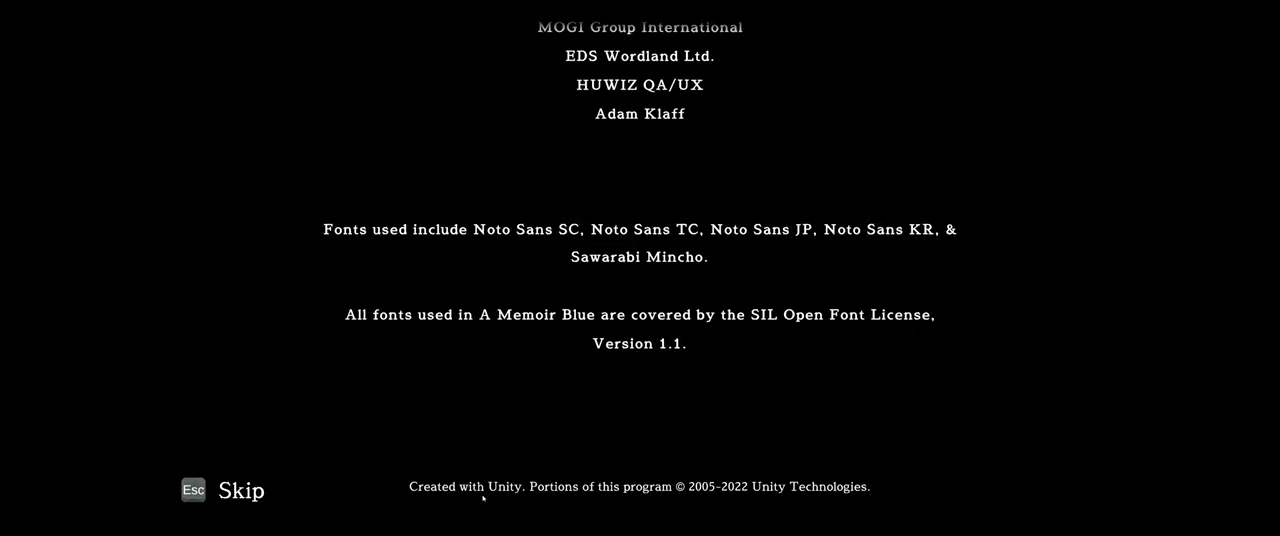 MOGI Group International
EDS Wordland Ltd.
HUWIZ QA/UX
Adam Klaff
Fonts used include Noto Sans SC, Noto Sans TC, Noto Sans JP, Noto Sans KR, &
Sawarabi Mincho.
All fonts used in A Memoir Blue are covered by the SIL Open Font License,
Version 1.1.
Esc Skip
Created with Unity. Portions of this program © 2005-2022 Unity Technologies.